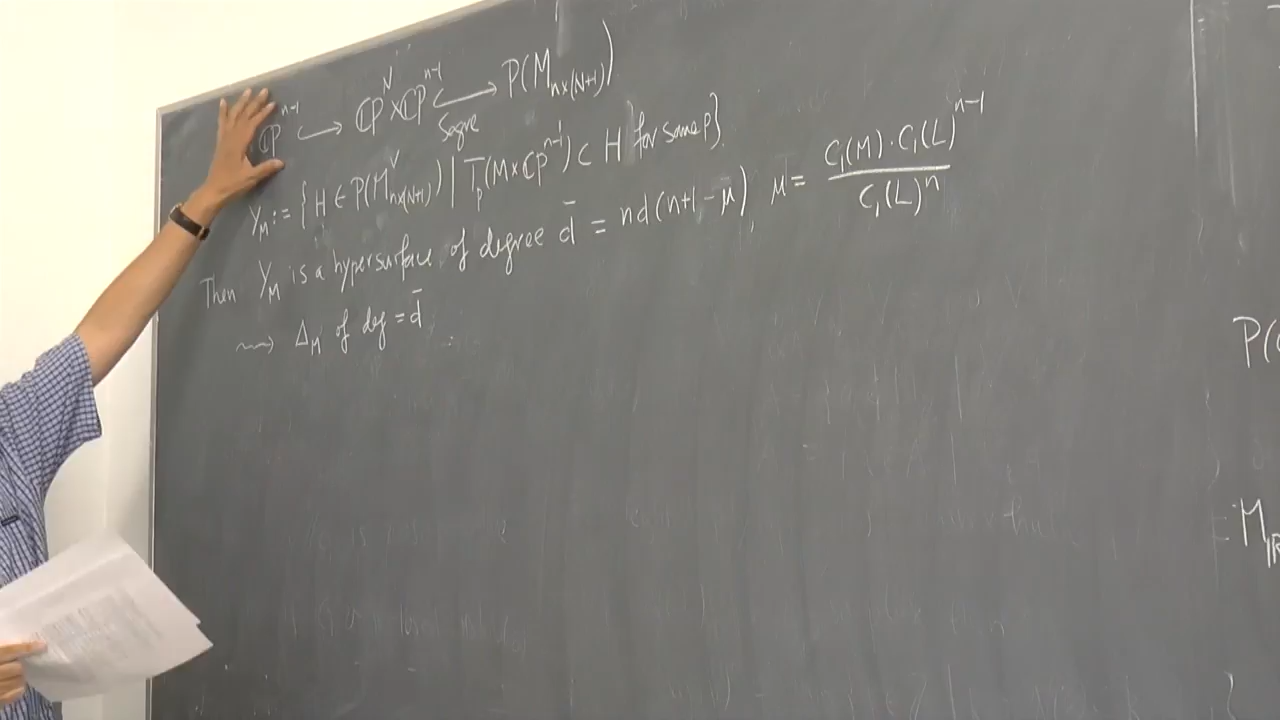 ℂP^{n-1} ↪ ℂP^N × ℂP^{n-1} ↪ P(M_{n×(N+1)})
Segre
Y_M := { H ∈ P(M^∨_{n×(N+1)}) | T_p(M×ℂP^{n-1}) ⊂ H for some p }.
Then Y_M is a hypersurface of degree d̄ = nd(n+1-μ), μ = \frac{C_1(M)·C_1(L)^{n-1}}{C_1(L)^n}
⇝ Δ_M of deg = d̄
P(
M_{IR